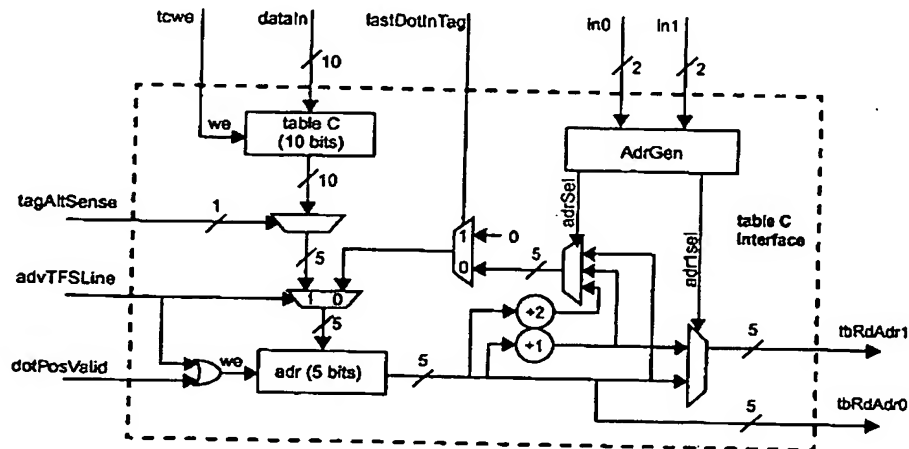 tcwe
dataIn
lastDotInTag
in0
in1
10
2
2
we
table C
(10 bits)
AdrGen
10
tagAltSense
1
adrSel
adr1sel
table C
Interface
1
0
0
5
5
advTFSLine
1 0
5
+2
+1
5
tbRdAdr1
dotPosValid
we
adr (5 bits)
5
5
tbRdAdr0